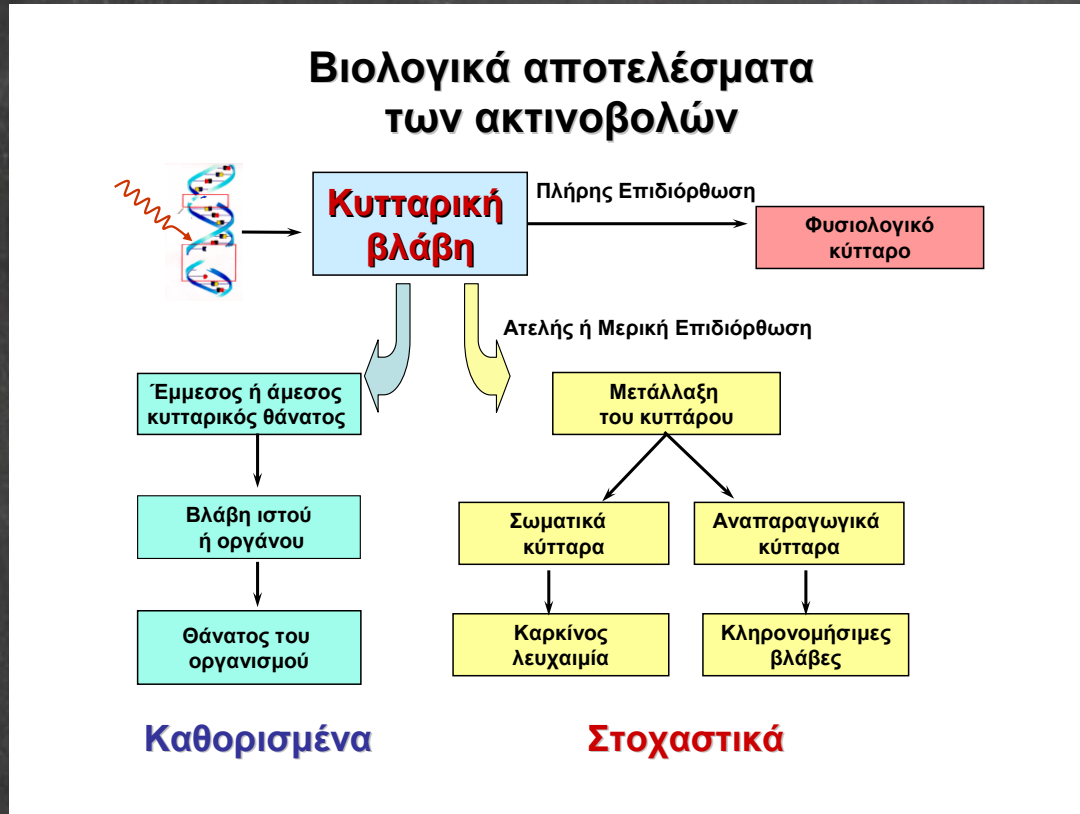 Βιολογικά αποτελέσματα
των ακτινοβολών
Κυτταρική
βλάβη
Πλήρης Επιδιόρθωση
Φυσιολογικό
κύτταρο
Ατελής ή Μερική Επιδιόρθωση
Έμμεσος ή άμεσος
κυτταρικός θάνατος
Μετάλλαξη
του κυττάρου
Βλάβη ιστού
ή οργάνου
Σωματικά
κύτταρα
Αναπαραγωγικά
κύτταρα
Θάνατος του
οργανισμού
Καρκίνος
λευχαιμία
Κληρονομήσιμες
βλάβες
Καθορισμένα
Στοχαστικά